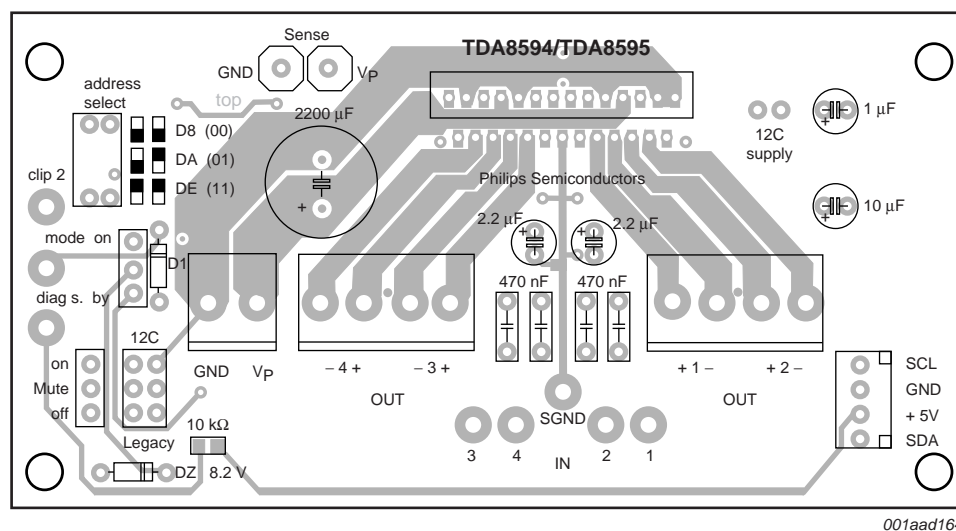 TDA8594/TDA8595
Sense
GND
VP
address
select
top
2200 µF
D8 (00)
DA (01)
DE (11)
1 µF
12C
supply
clip 2
Philips Semiconductors
10 µF
+
+
+
+
+
2.2 µF
2.2 µF
mode on
D1
diag s. by
470 nF
470 nF
12C
on
Mute
off
GND
VP
− 4 +
− 3 +
OUT
+ 1 −
+ 2 −
OUT
SCL
GND
+ 5V
SDA
SGND
Legacy
10 kΩ
3
4
IN
2
1
DZ 8.2 V